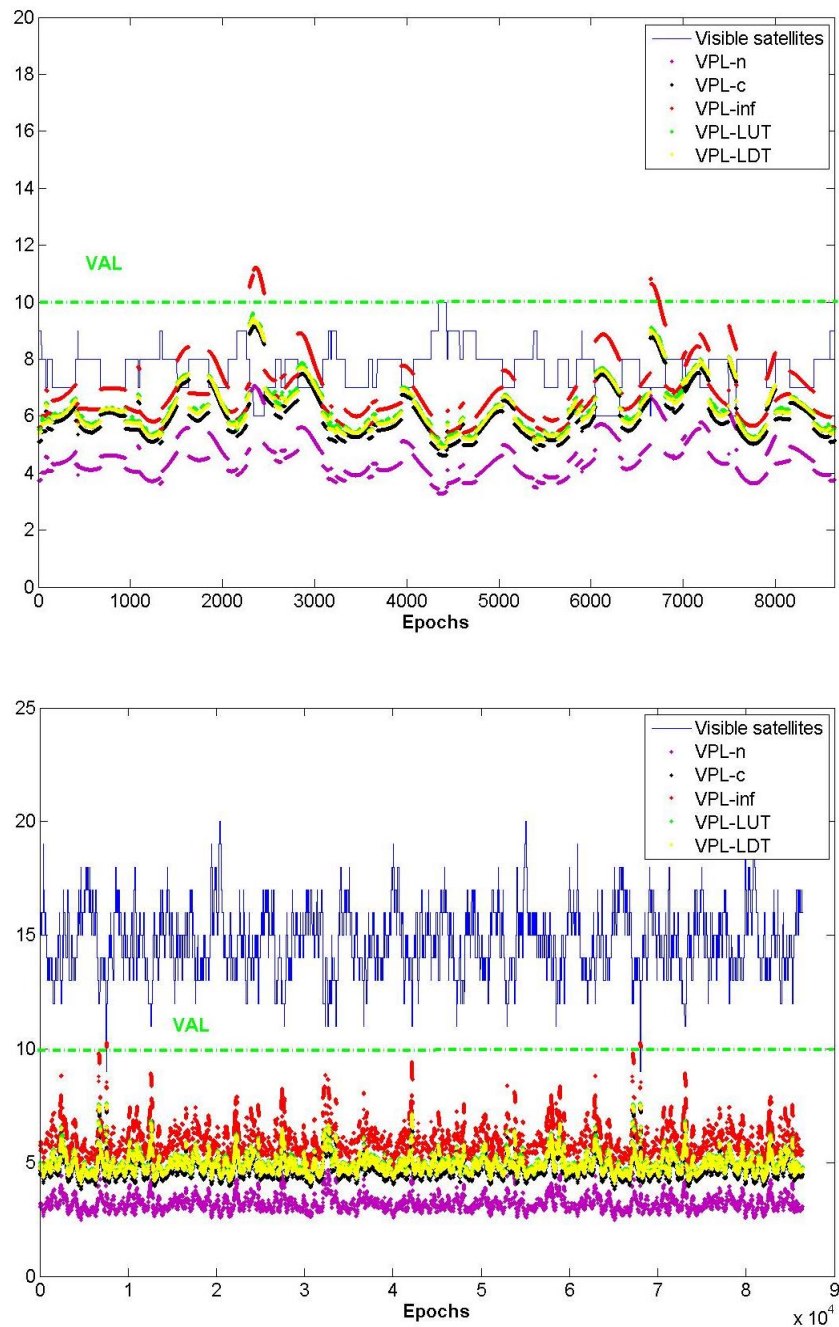 20
18
16
14
12
10
8
6
4
2
0
Visible satellites
VPL-n
VPL-c
VPL-inf
VPL-LUT
VPL-LDT
VAL
0 1000 2000 3000 4000 5000 6000 7000 8000
Epochs
25
20
15
10
5
0
Visible satellites
VPL-n
VPL-c
VPL-inf
VPL-LUT
VPL-LDT
VAL
0 1 2 3 4 5 6 7 8 9
Epochs
x 10⁴